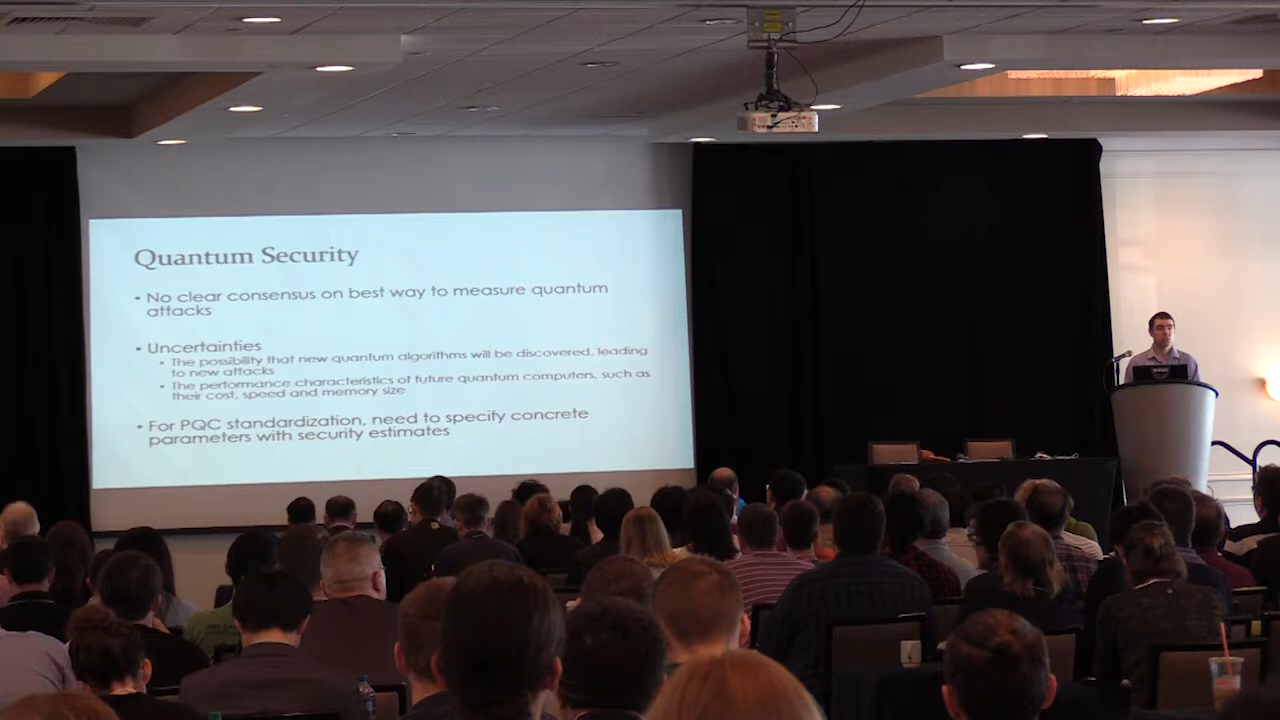 Quantum Security
• No clear consensus on best way to measure quantum
attacks
• Uncertainties
• The possibility that new quantum algorithms will be discovered, leading
to new attacks
• The performance characteristics of future quantum computers, such as
their cost, speed and memory size
• For PQC standardization, need to specify concrete
parameters with security estimates